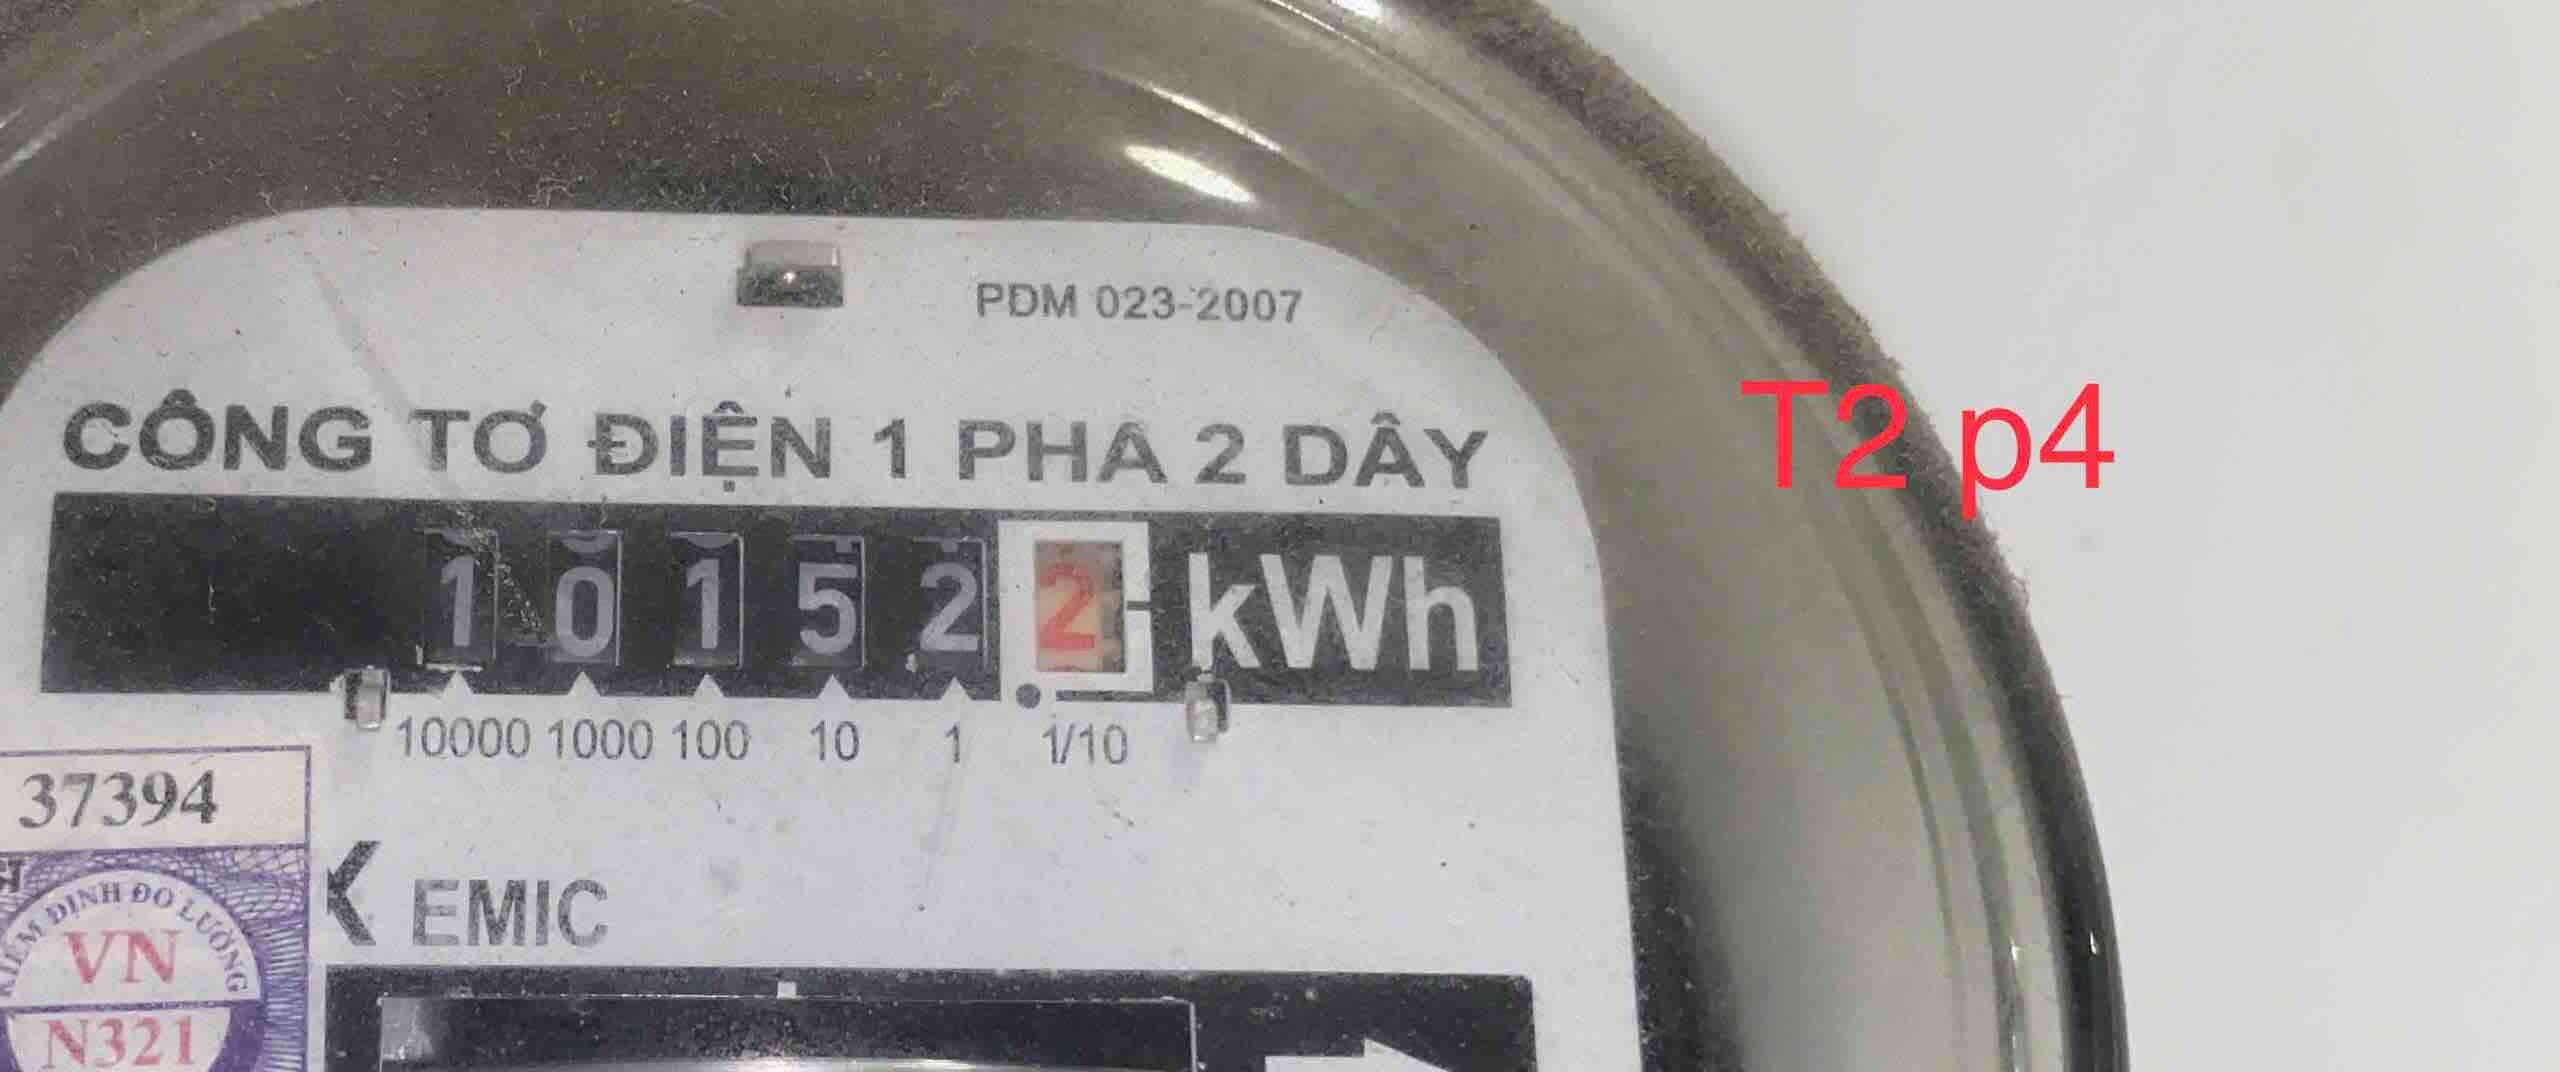 PĐM 023-2007
CÔNG TƠ ĐIỆN 1 PHA 2 DÂY
T2 p4
1 0 1 5 2 2 kWh
10000 1000 100 10 1 1/10
37394
EMIC
KIỂM ĐỊNH ĐO LƯỜNG
VN
N321